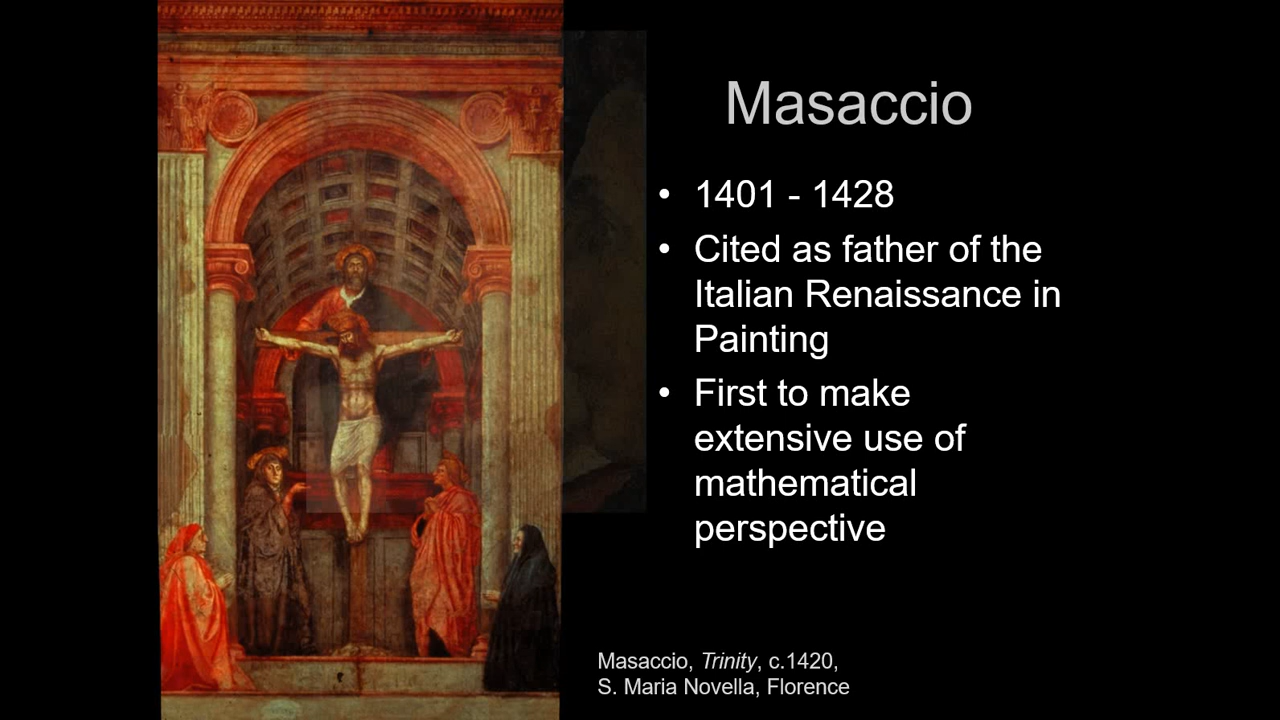 Masaccio
• 1401 - 1428
• Cited as father of the
Italian Renaissance in
Painting
• First to make
extensive use of
mathematical
perspective
Masaccio, Trinity, c.1420,
S. Maria Novella, Florence